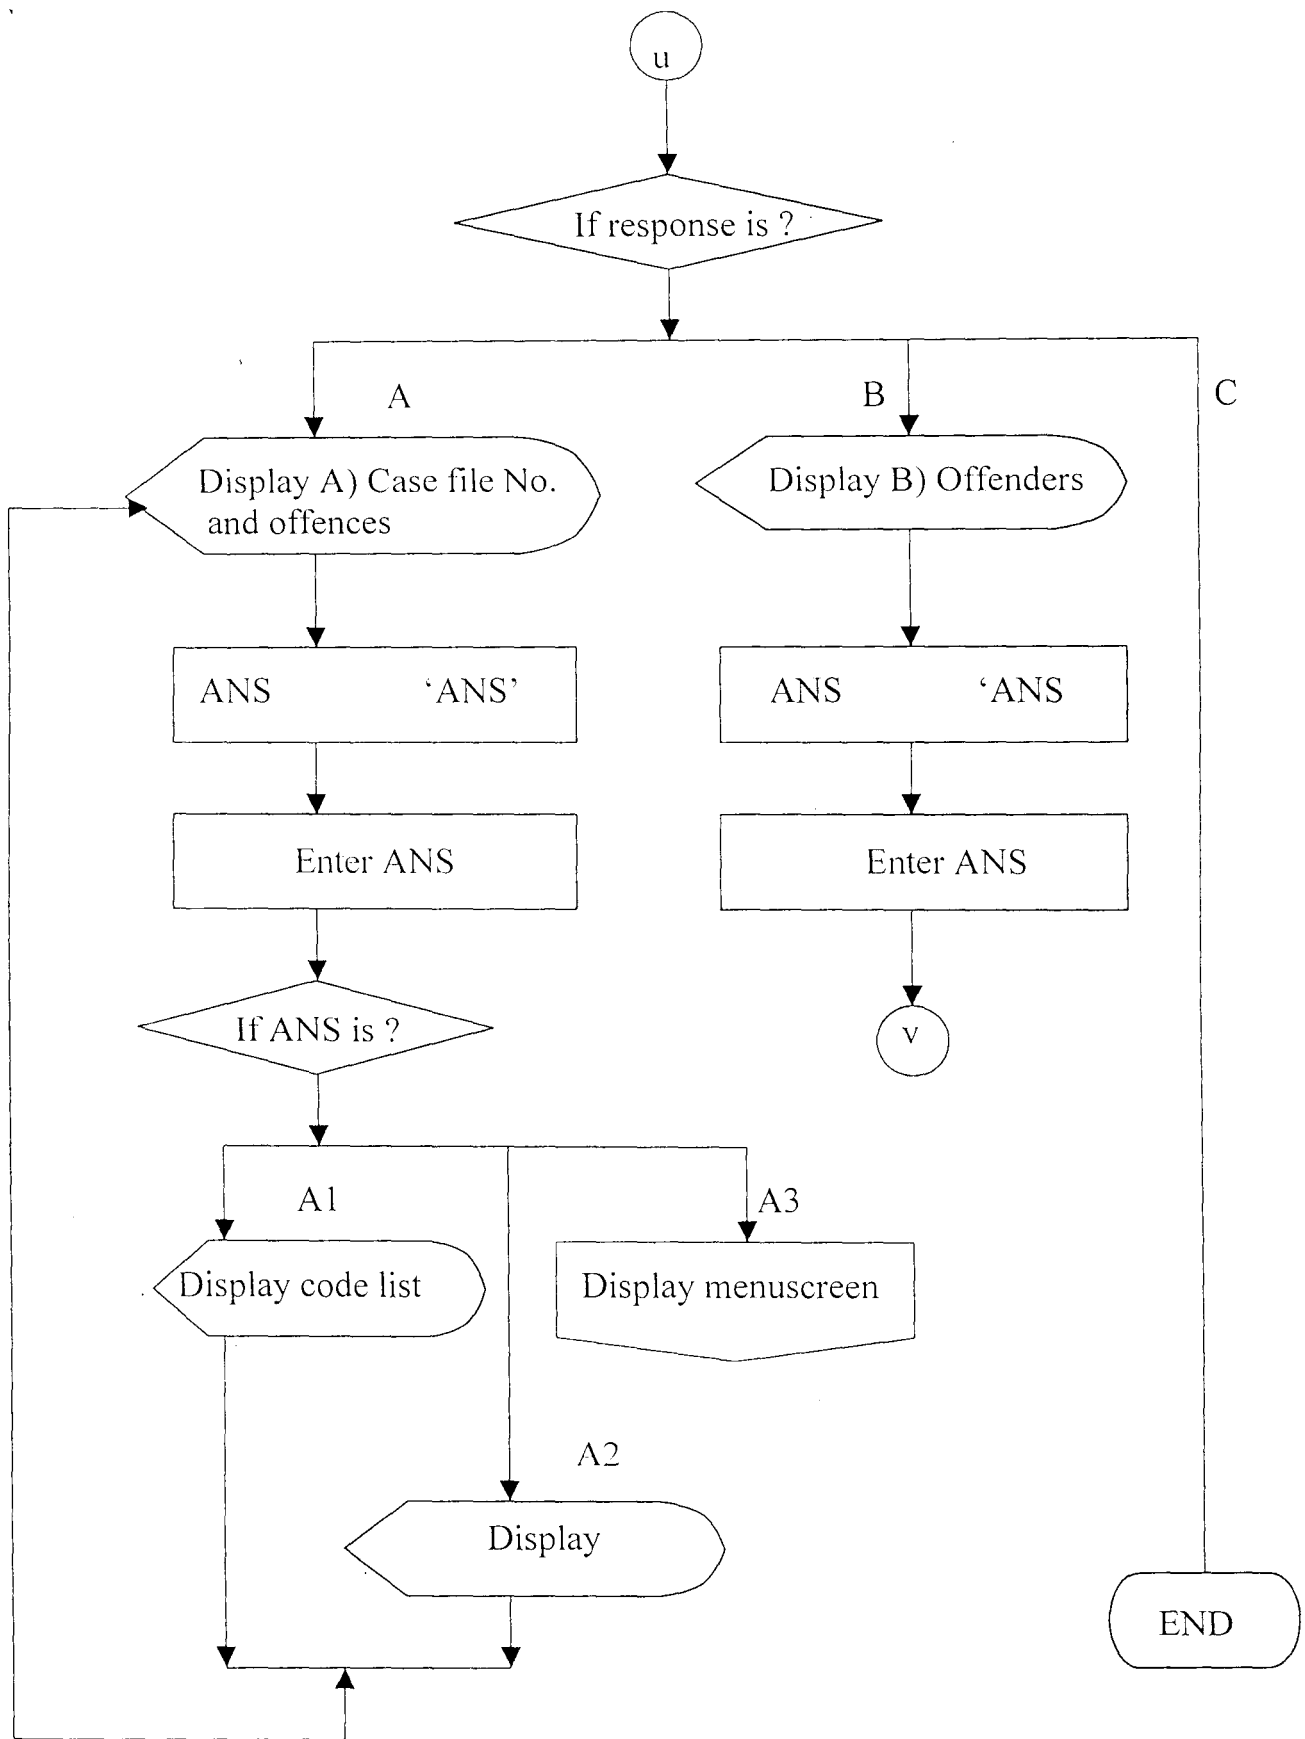 u
If response is ?
A
B
C
Display A) Case file No.
and offences
Display B) Offenders
ANS ‘ANS’
ANS ‘ANS
Enter ANS
Enter ANS
If ANS is ?
v
A1
A3
Display code list
Display menuscreen
A2
Display
END